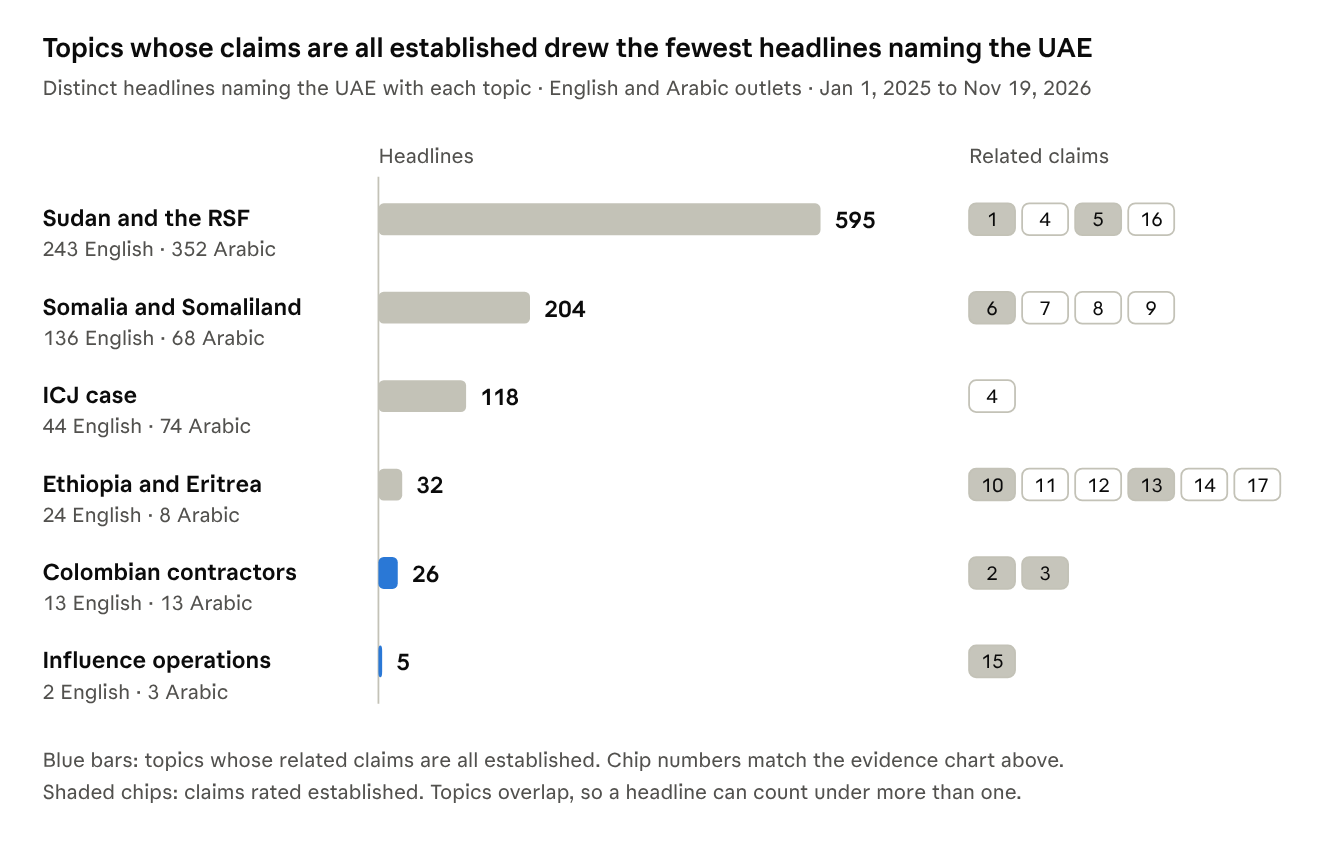 Topics whose claims are all established drew the fewest headlines naming the UAE
Distinct headlines naming the UAE with each topic · English and Arabic outlets · Jan 1, 2025 to Nov 19, 2026
Headlines
Related claims
Sudan and the RSF
243 English · 352 Arabic
595
1 4 5 16
Somalia and Somaliland
136 English · 68 Arabic
204
6 7 8 9
ICJ case
44 English · 74 Arabic
118
4
Ethiopia and Eritrea
24 English · 8 Arabic
32
10 11 12 13 14 17
Colombian contractors
13 English · 13 Arabic
26
2 3
Influence operations
2 English · 3 Arabic
5
15
Blue bars: topics whose related claims are all established. Chip numbers match the evidence chart above.
Shaded chips: claims rated established. Topics overlap, so a headline can count under more than one.